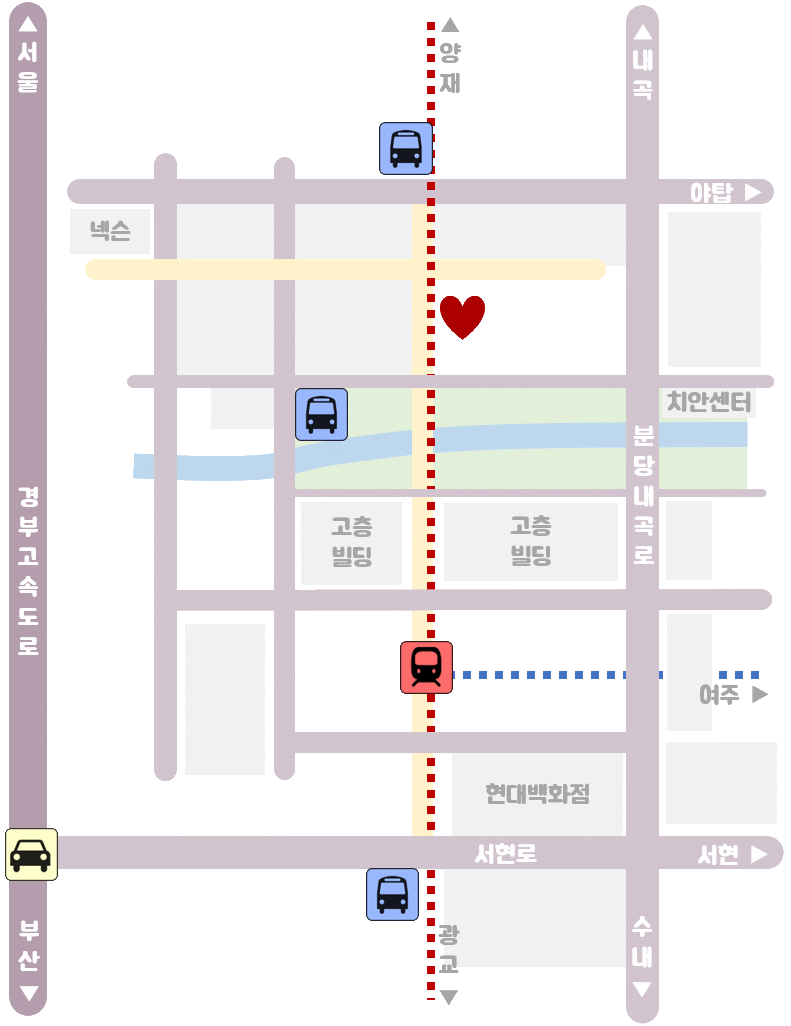 ▲서울
▲양재
▲내곡
야탑 ▶
넥슨
치안센터
분당내곡로
경부고속도로
고층
빌딩
고층
빌딩
여주 ▶
현대백화점
서현로
서현 ▶
부산▼
광교▼
수내▼